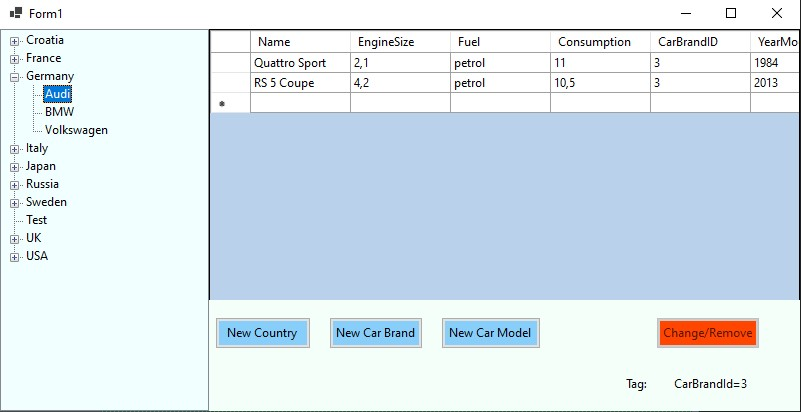 Form1
Croatia
France
Germany
Audi
BMW
Volkswagen
Italy
Japan
Russia
Sweden
Test
UK
USA
Name EngineSize Fuel Consumption CarBrandID YearMo
Quattro Sport 2,1 petrol 11 3 1984
RS 5 Coupe 4,2 petrol 10,5 3 2013
New Country New Car Brand New Car Model Change/Remove
Tag: CarBrandId=3